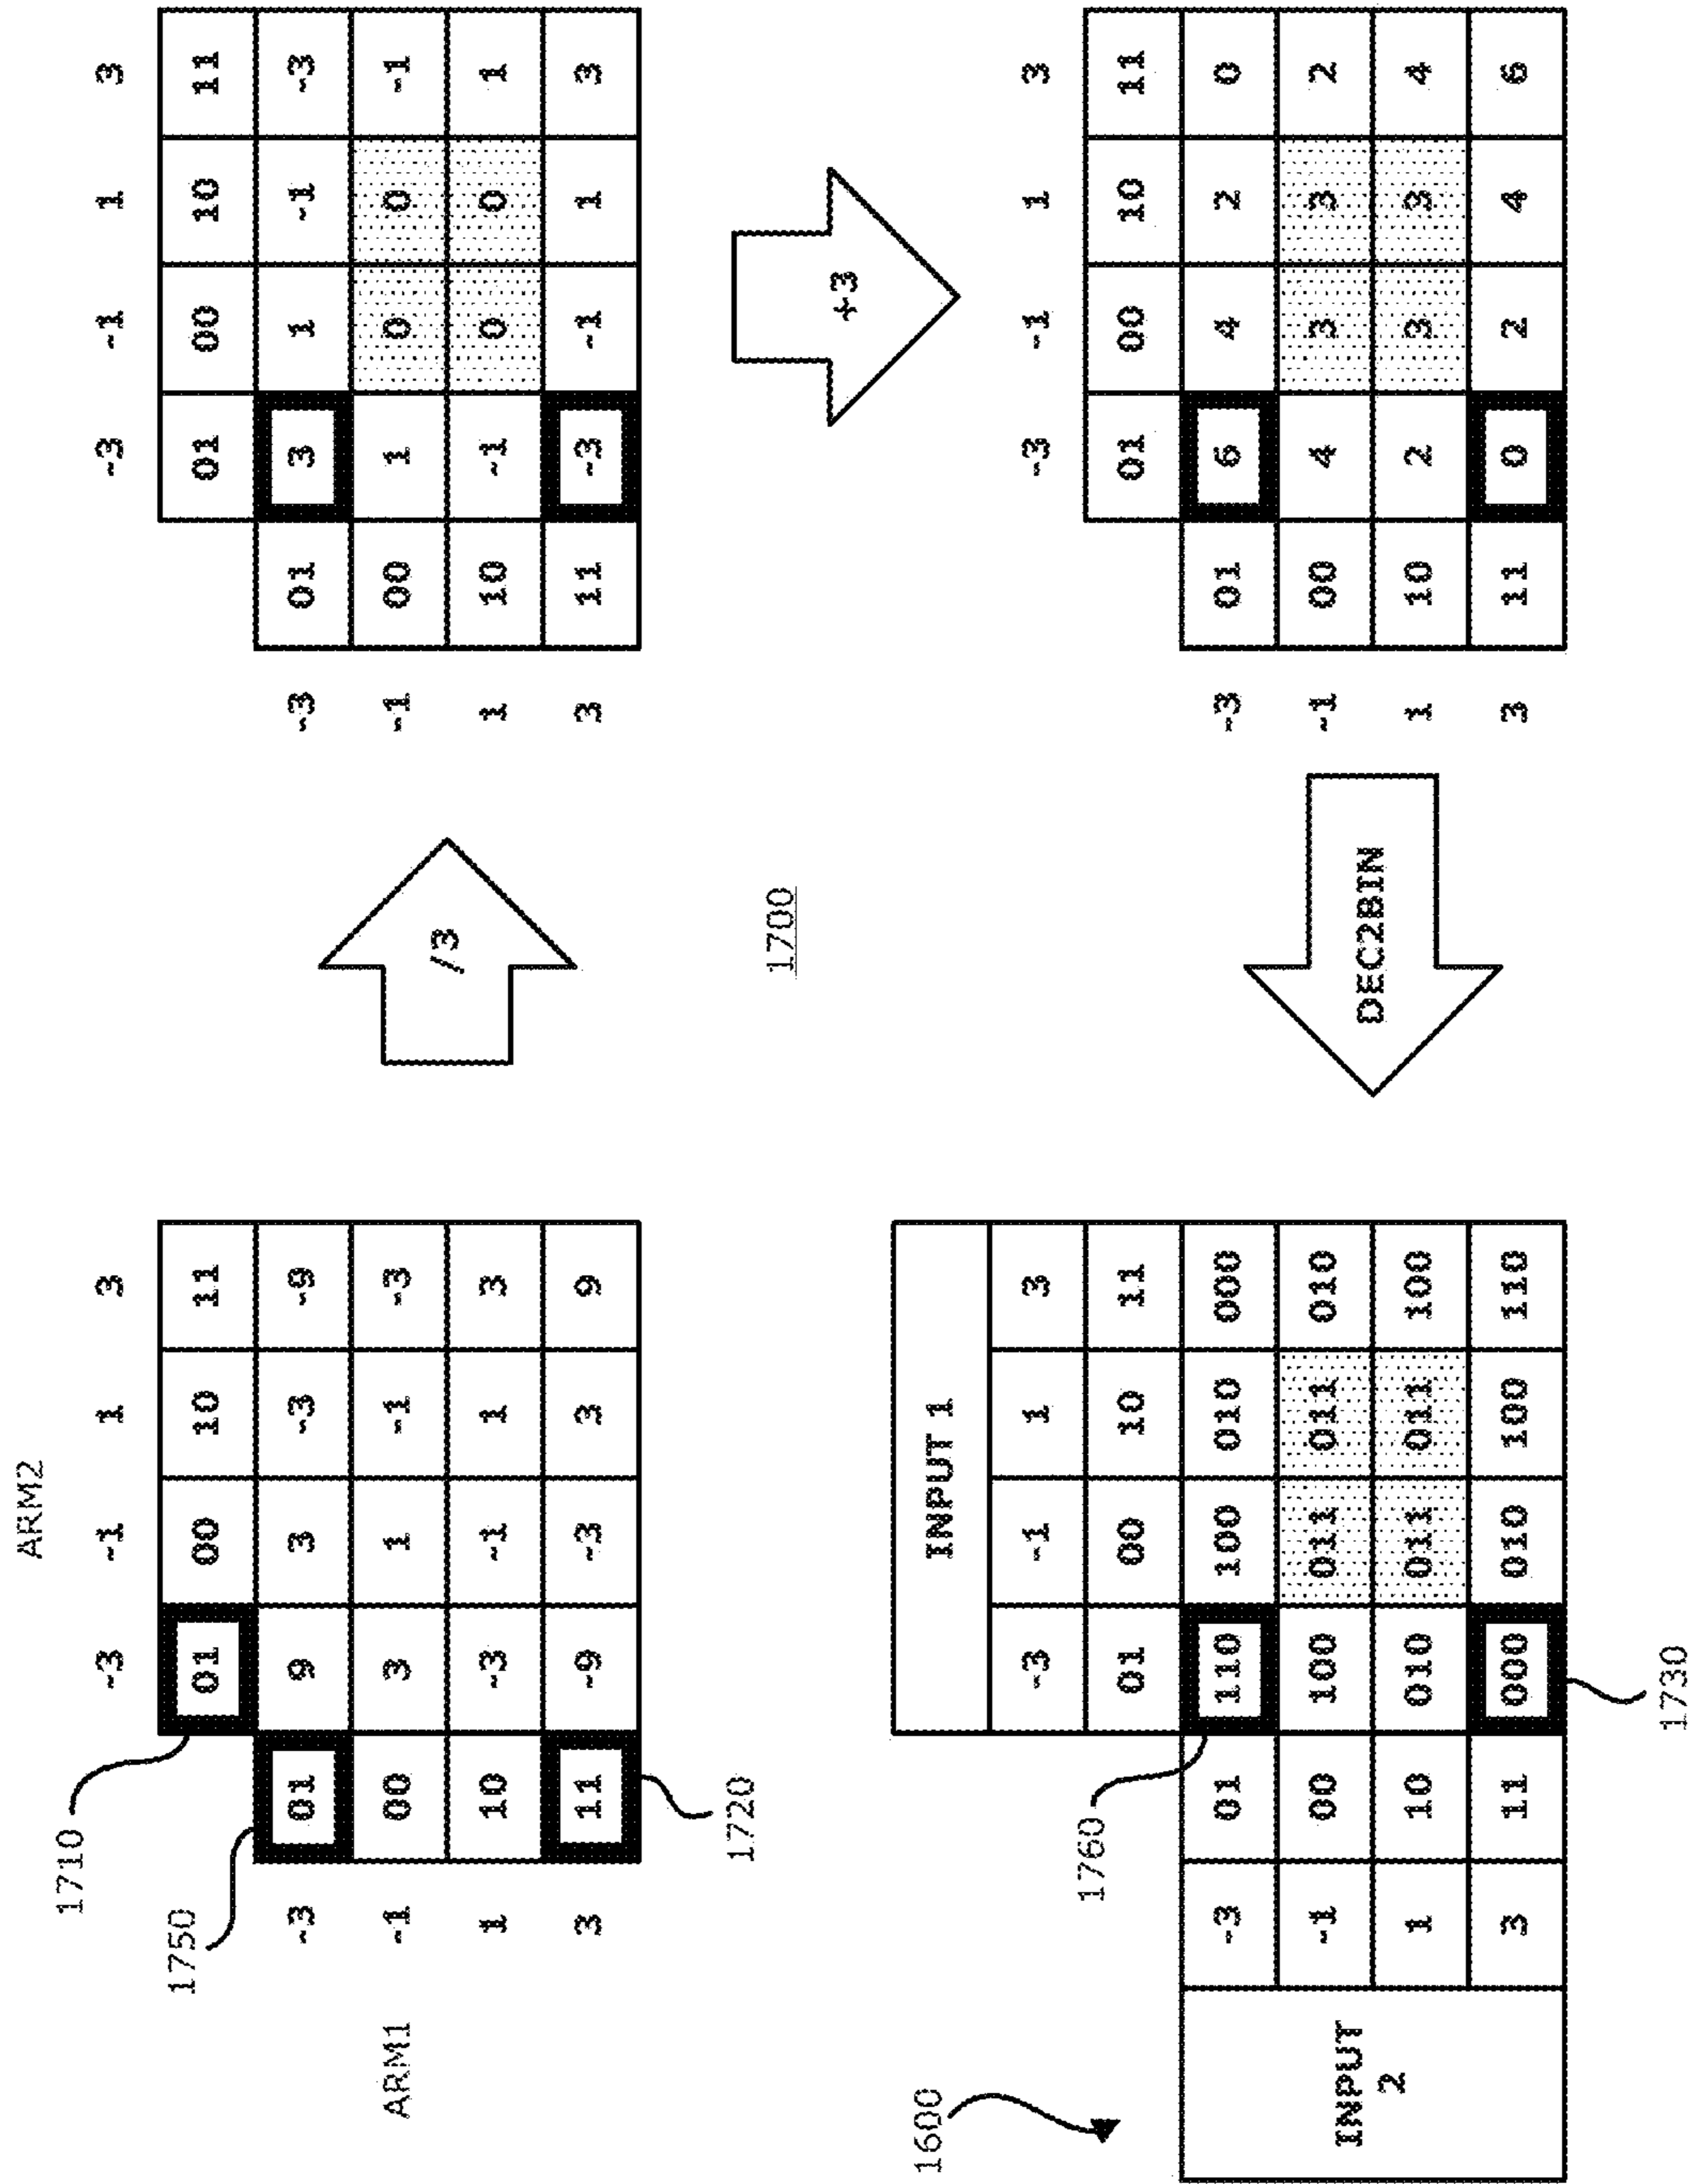 ARM2
-3 -1 1 3
1710
01 00 10 11
1750
-3 01 9 3 -3 -9
ARM1
-1 00 3 1 -1 -3
1 10 -3 -1 1 3
3 11 -9 -3 3 9
1720
/3
-3 -1 1 3
01 00 10 11
-3 01 3 1 -1 -3
-1 00 1 0 0 -1
1 10 -1 0 0 1
3 11 -3 -1 1 3
1700
+3
-3 -1 1 3
01 00 10 11
-3 01 6 4 2 0
-1 00 4 3 3 2
1 10 2 3 3 4
3 11 0 2 4 6
DEC2BIN
1600
INPUT 1
-3 -1 1 3
1760
01 00 10 11
INPUT
2
-3 01 110 100 010 000
-1 00 100 011 011 010
1 10 010 011 011 100
3 11 000 010 100 110
1730